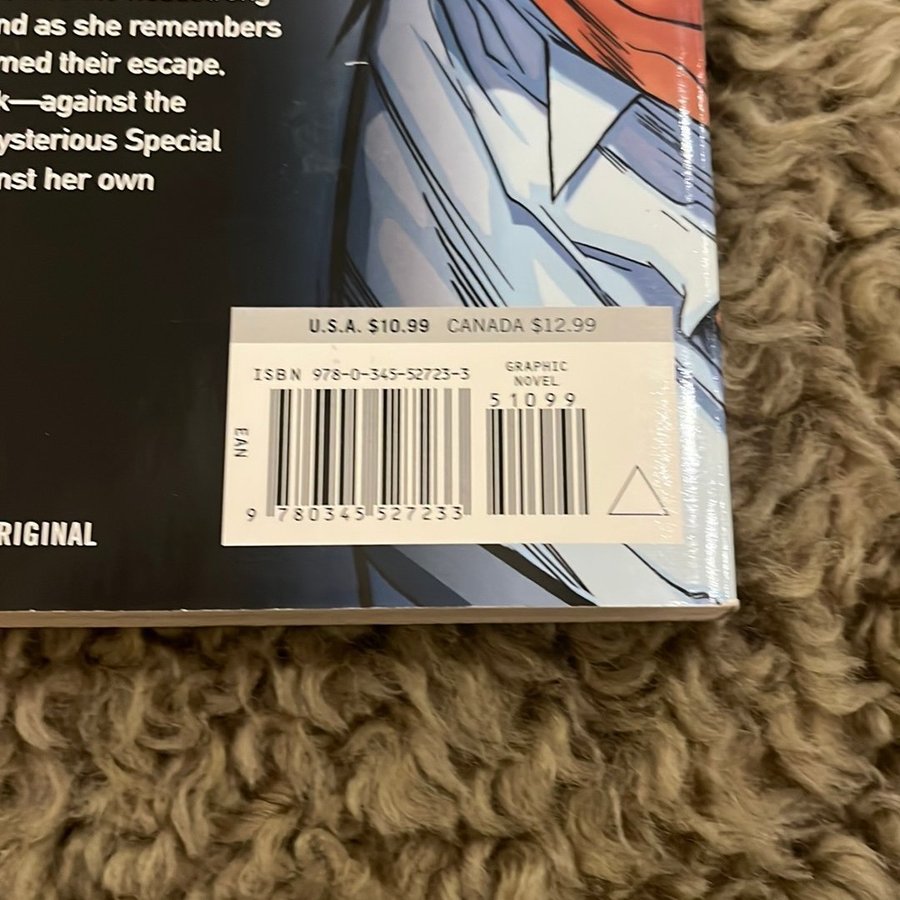 nd as she remembers
med their escape.
k—against the
ysterious Special
nst her own
U.S.A. $10.99 CANADA $12.99
ISBN 978-0-345-52723-3
GRAPHIC
NOVEL
51099
EAN
9 780345 527233
RIGINAL